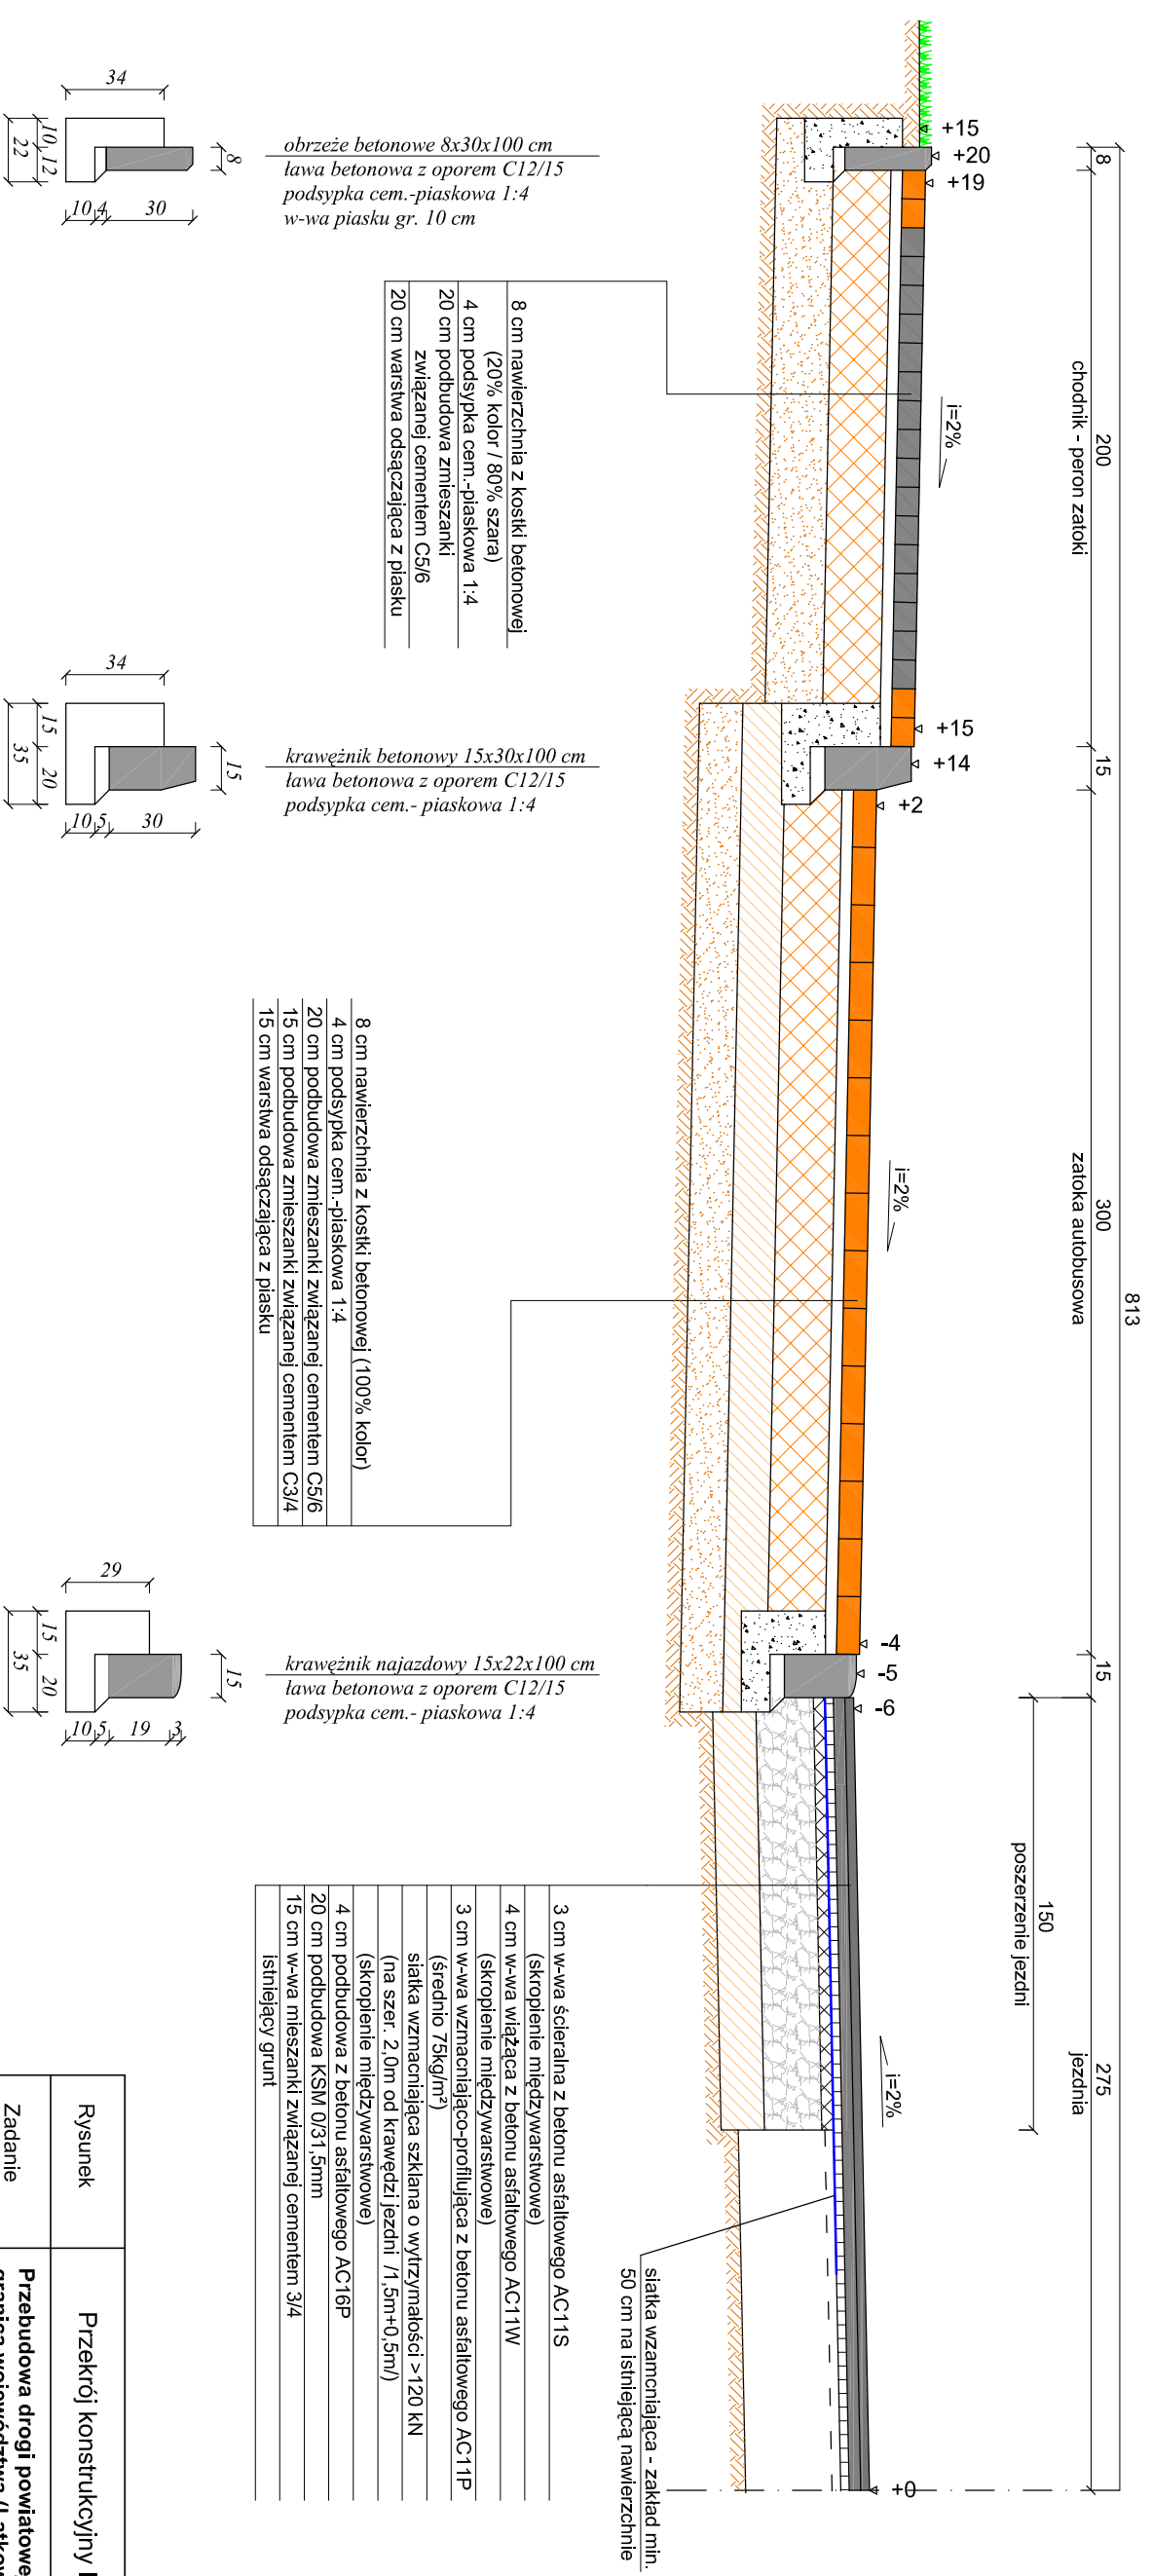 813
8
200
15
300
15
275
chodnik - peron zatoki
zatoka autobusowa
jezdnia
150
poszerzenie jezdni
+15
+20
+19
i=2%
+15
+14
+2
i=2%
-4
-5
-6
i=2%
+0
siatka wzamcniająca - zakład min.
50 cm na istniejącą nawierzchnie
8 cm nawierzchnia z kostki betonowej
(20% kolor / 80% szara)
4 cm podsypka cem.-piaskowa 1:4
20 cm podbudowa zmieszanki
związanej cementem C5/6
20 cm warstwa odsączająca z piasku
8 cm nawierzchnia z kostki betonowej (100% kolor)
4 cm podsypka cem.-piaskowa 1:4
20 cm podbudowa zmieszanki związanej cementem C5/6
15 cm podbudowa zmieszanki związanej cementem C3/4
15 cm warstwa odsączająca z piasku
3 cm w-wa ścieralna z betonu asfaltowego AC11S
(skropienie międzywarstwowe)
4 cm w-wa wiążąca z betonu asfaltowego AC11W
(skropienie międzywarstwowe)
3 cm w-wa wzmacniająco-profilująca z betonu asfaltowego AC11P
(średnio 75kg/m²)
siatka wzmacniająca szklana o wytrzymałości >120 kN
(na szer. 2,0m od krawędzi jezdni /1,5m+0,5m/)
(skropienie międzywarstwowe)
4 cm podbudowa z betonu asfaltowego AC16P
20 cm podbudowa KSM 0/31,5mm
15 cm w-wa mieszanki związanej cementem 3/4
istniejący grunt
obrzeże betonowe 8x30x100 cm
ława betonowa z oporem C12/15
podsypka cem.-piaskowa 1:4
w-wa piasku gr. 10 cm
34
10 12
22
8
10 4 30
krawężnik betonowy 15x30x100 cm
ława betonowa z oporem C12/15
podsypka cem.- piaskowa 1:4
34
15 20
35
15
10 5 30
krawężnik najazdowy 15x22x100 cm
ława betonowa z oporem C12/15
podsypka cem.- piaskowa 1:4
29
15 20
35
15
10 5 19 3
Rysunek
Przekrój konstrukcyjny
Zadanie
Przebudowa drogi